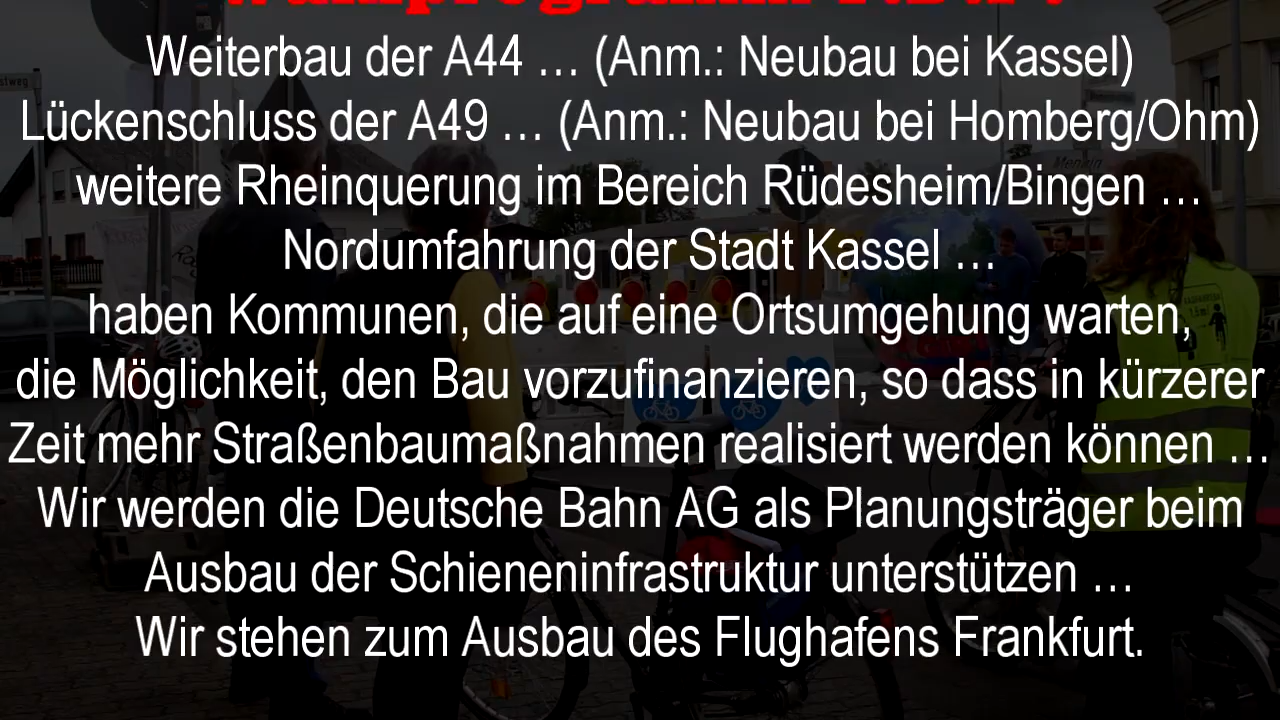 Weiterbau der A44 … (Anm.: Neubau bei Kassel)
Lückenschluss der A49 … (Anm.: Neubau bei Homberg/Ohm)
weitere Rheinquerung im Bereich Rüdesheim/Bingen …
Nordumfahrung der Stadt Kassel …
haben Kommunen, die auf eine Ortsumgehung warten,
die Möglichkeit, den Bau vorzufinanzieren, so dass in kürzerer
Zeit mehr Straßenbaumaßnahmen realisiert werden können …
Wir werden die Deutsche Bahn AG als Planungsträger beim
Ausbau der Schieneninfrastruktur unterstützen …
Wir stehen zum Ausbau des Flughafens Frankfurt.